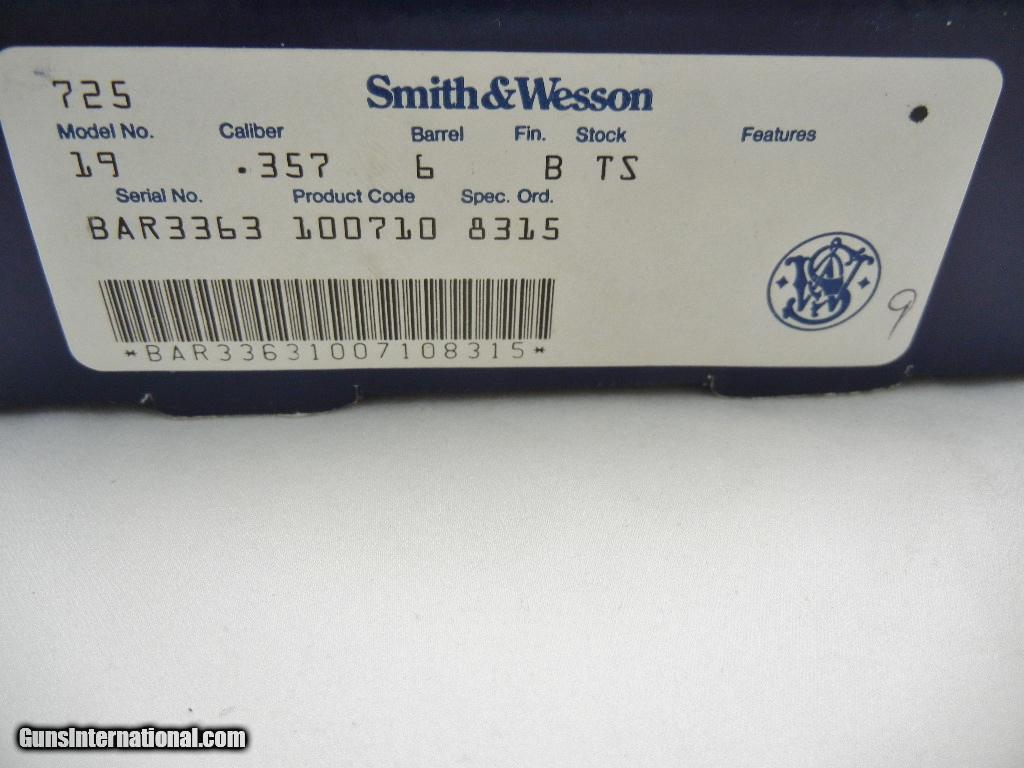 725
Smith&Wesson
Model No. Caliber Barrel Fin. Stock Features
19 .357 6 B TS
Serial No. Product Code Spec. Ord.
BAR3363 100710 8315
*BAR33631007108315*
9
GunsInternational.com